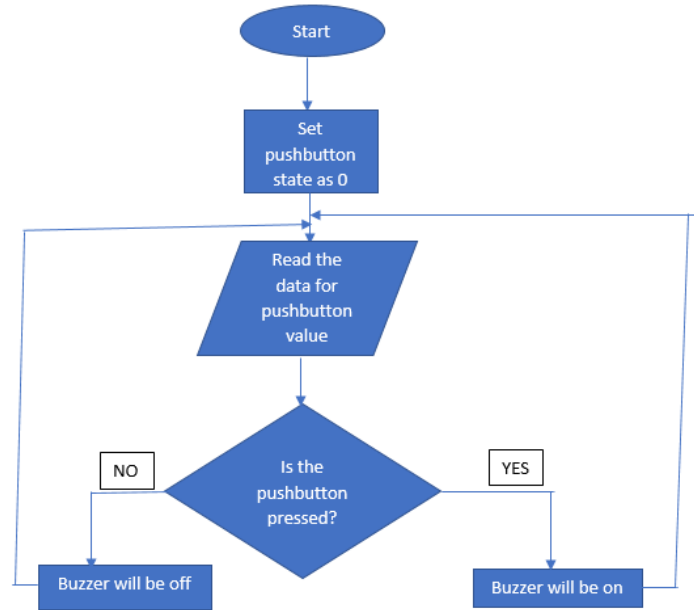 Start
Set
pushbutton
state as 0
Read the
data for
pushbutton
value
NO
Is the
pushbutton
pressed?
YES
Buzzer will be off
Buzzer will be on